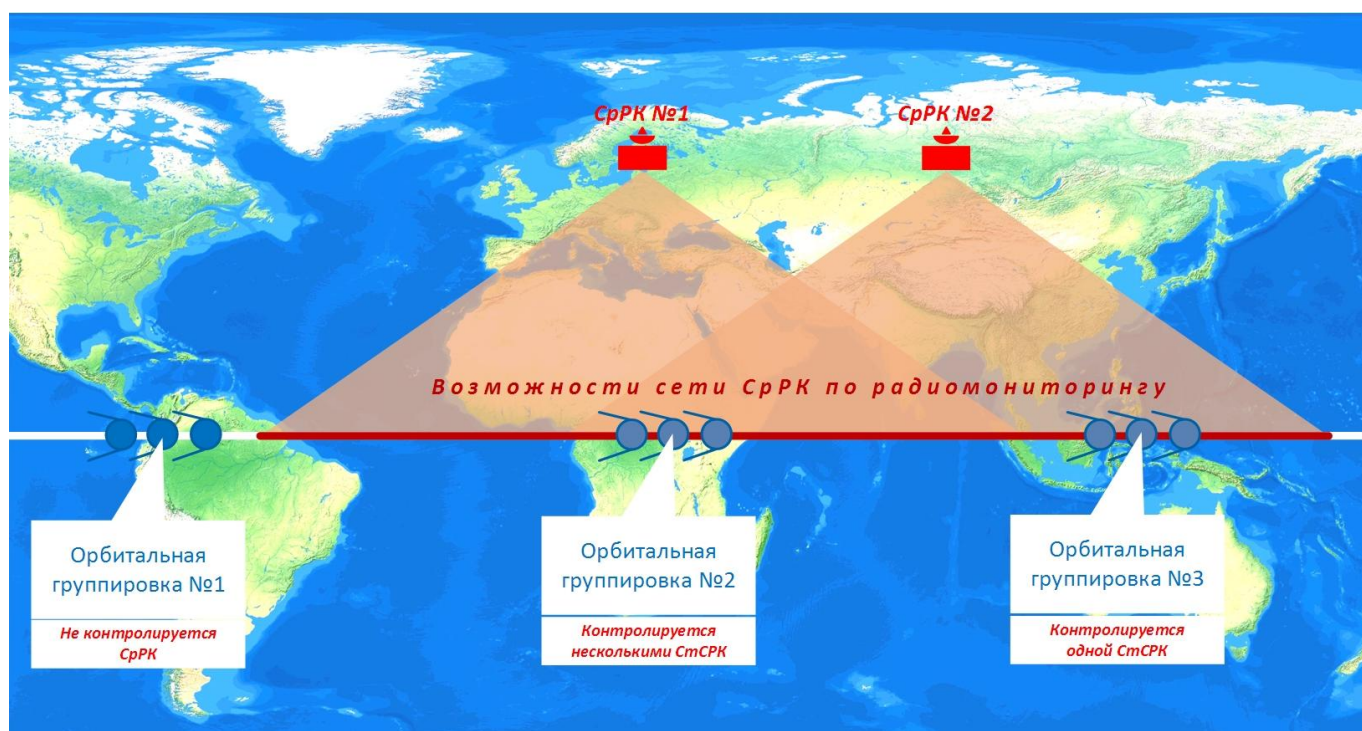 СрРК №1
СрРК №2
Возможности сети СрРК по радиомониторингу
Орбитальная
группировка №1
Не контролируется
СрРК
Орбитальная
группировка №2
Контролируется
несколькими СтСРК
Орбитальная
группировка №3
Контролируется
одной СтСРК